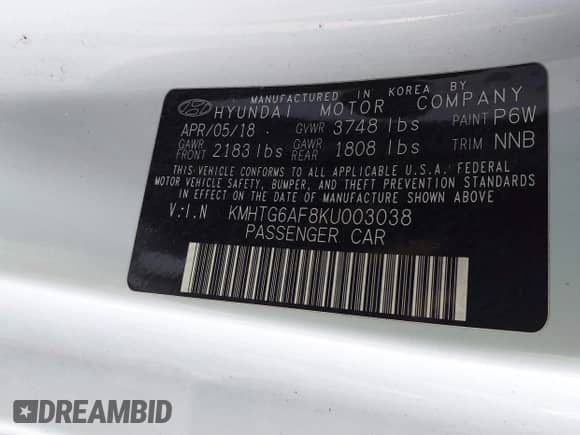 MANUFACTURED IN KOREA BY
HYUNDAI MOTOR COMPANY
APR/05/18 GVWR 3748 lbs PAINT P6W
GAWR FRONT 2183 lbs GAWR REAR 1808 lbs TRIM NNB
THIS VEHICLE CONFORMS TO ALL APPLICABLE U.S.A. FEDERAL
MOTOR VEHICLE SAFETY, BUMPER, AND THEFT PREVENTION STANDARDS
IN EFFECT ON THE DATE OF MANUFACTURE SHOWN ABOVE.
V.I.N KMHTG6AF8KU003038
PASSENGER CAR
DREAMBID